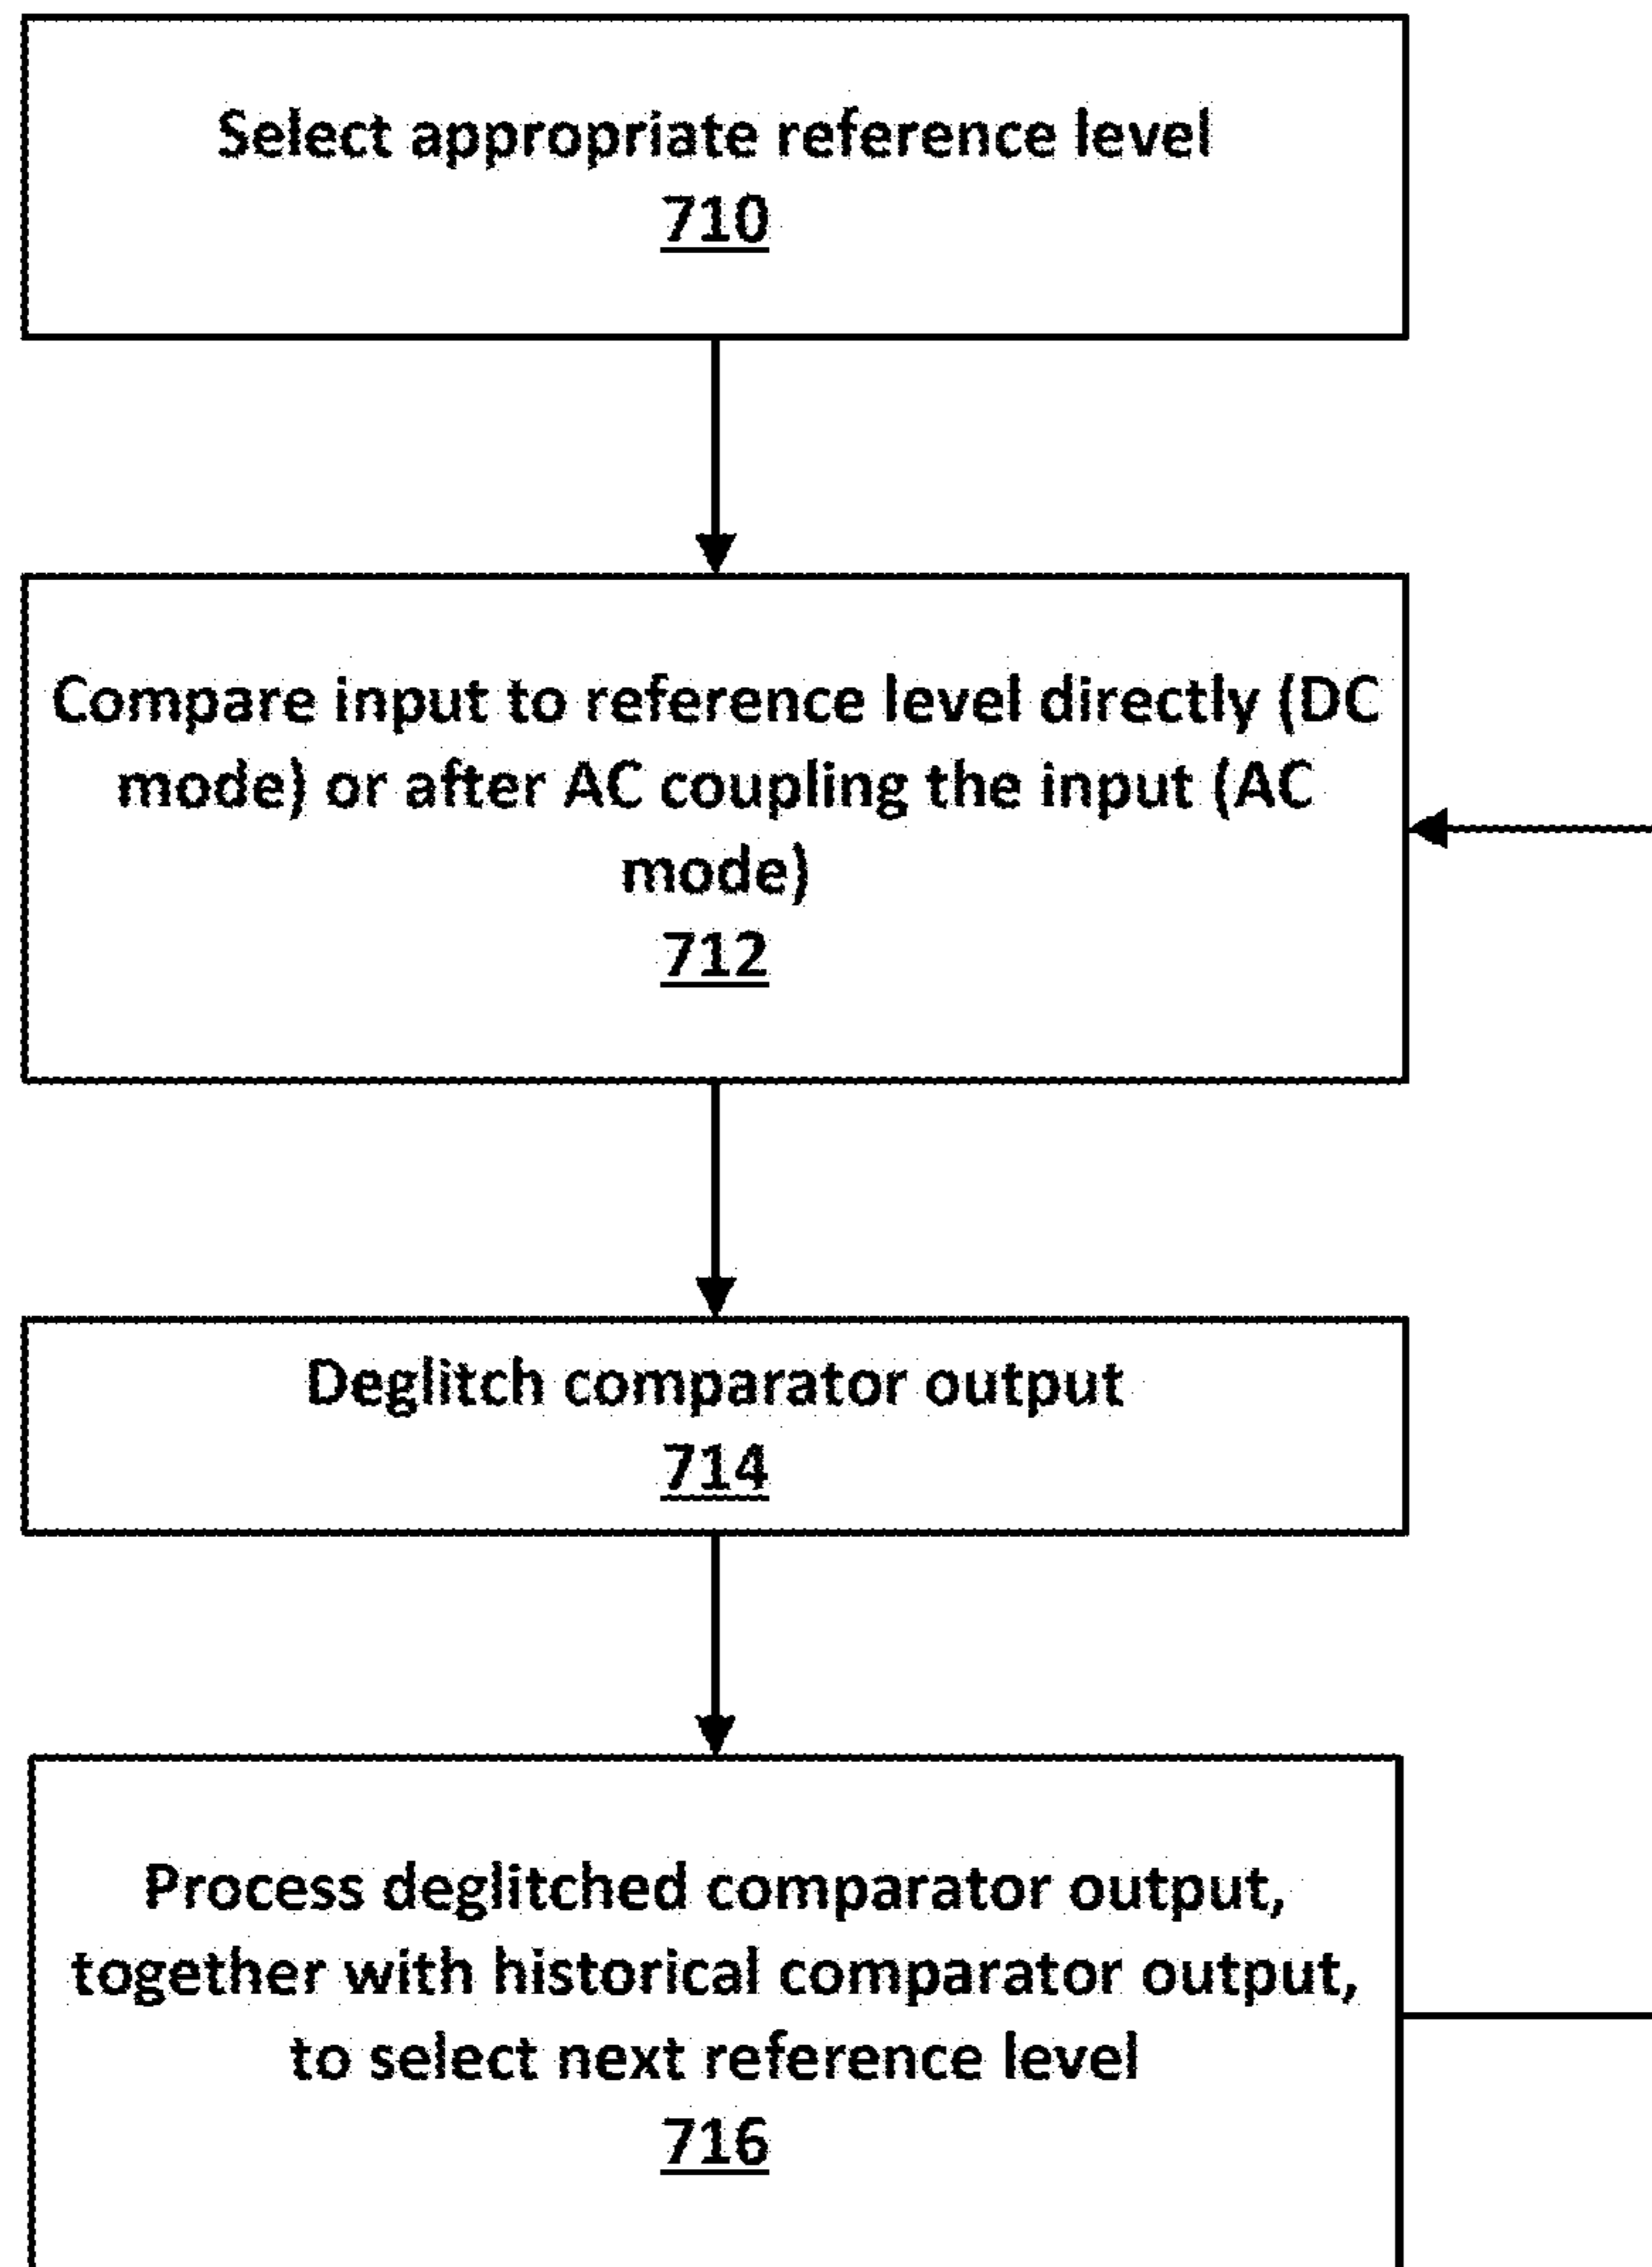 Select appropriate reference level
710
Compare input to reference level directly (DC
mode) or after AC coupling the input (AC
mode)
712
Deglitch comparator output
714
Process deglitched comparator output,
together with historical comparator output,
to select next reference level
716